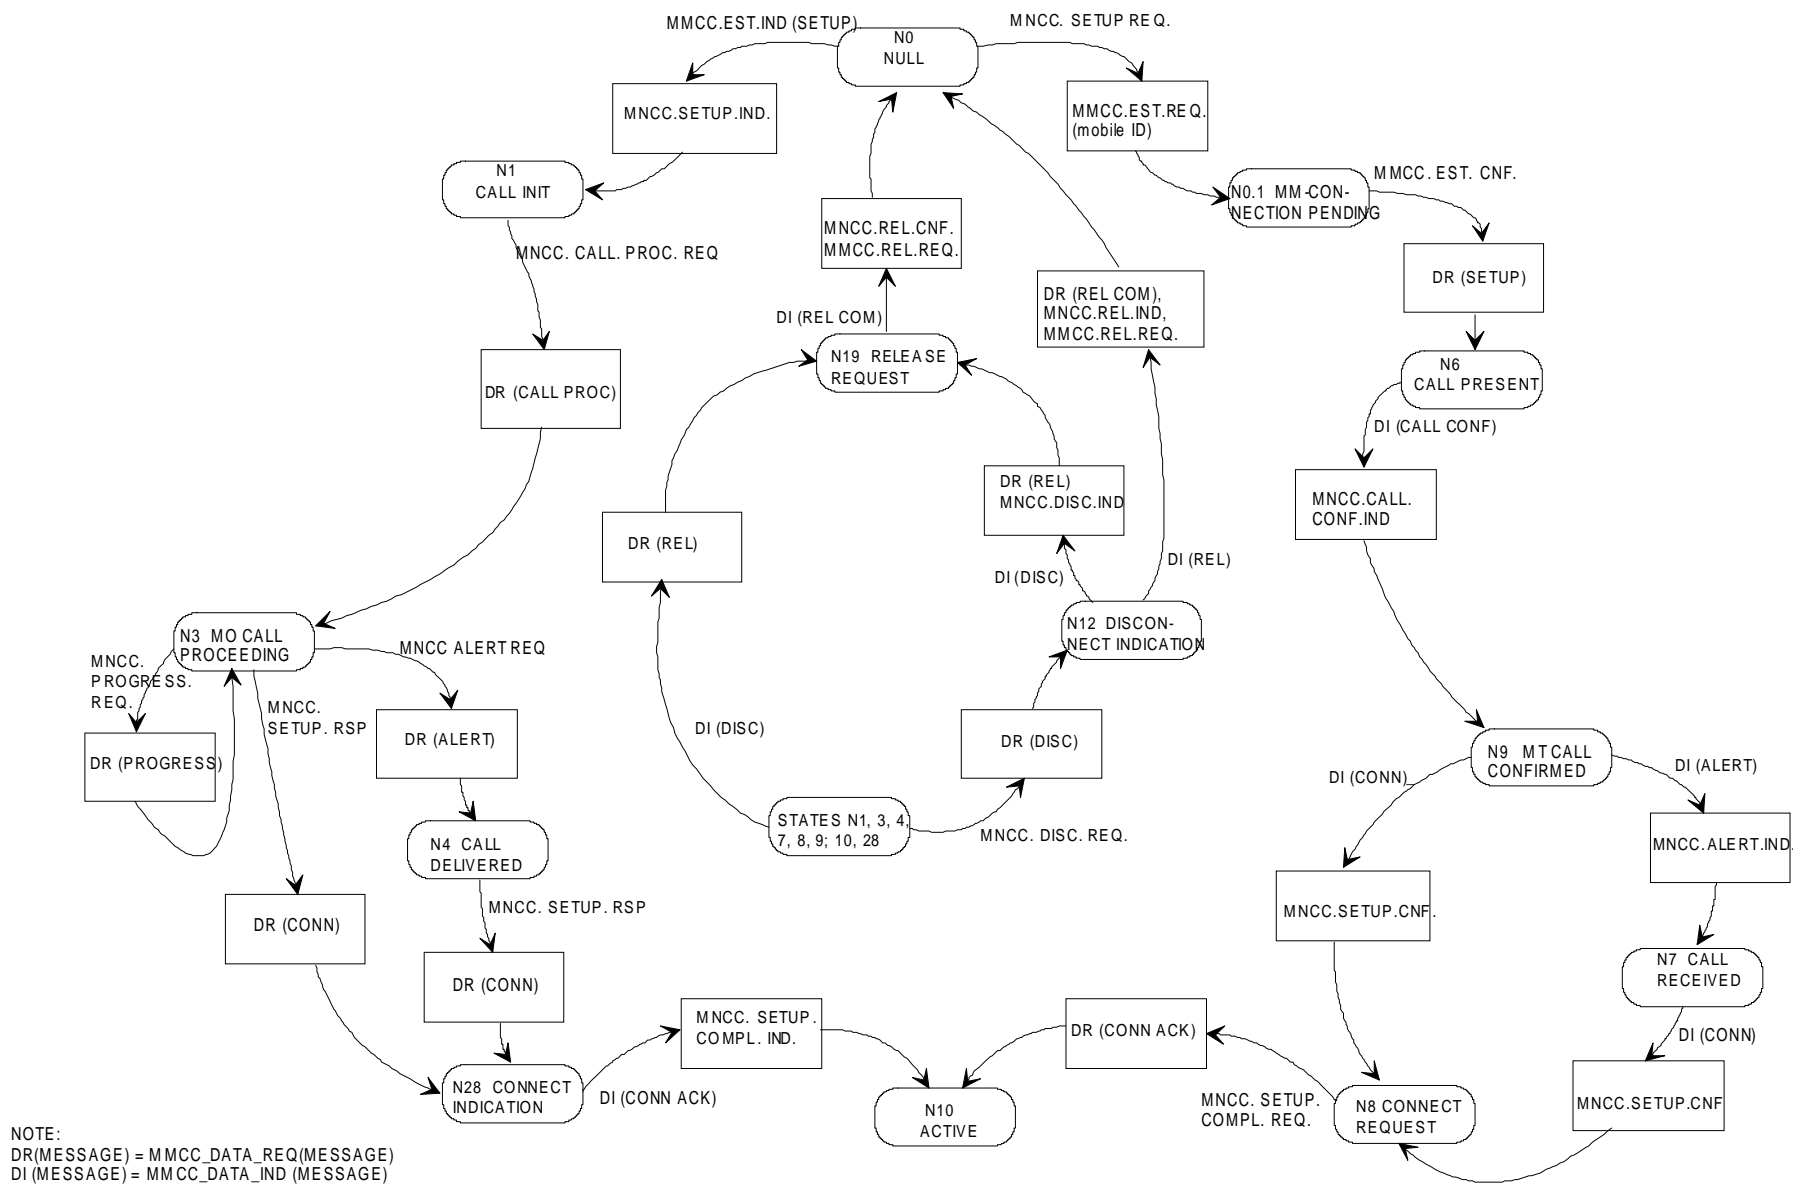 MMCC.EST.IND (SETUP)
N0
NULL
MNCC. SETUP REQ.
MNCC.SETUP.IND.
MMCC.EST.REQ.
(mobile ID)
N1
CALL INIT
N0.1 MM-CON-
NECTION PENDING
MMCC. EST. CNF.
MNCC. CALL. PROC. REQ
MNCC.REL.CNF.
MMCC.REL.REQ.
DR (SETUP)
DR (REL COM),
MNCC.REL.IND,
MMCC.REL.REQ.
DI (REL COM)
N19 RELEASE
REQUEST
N6
CALL PRESENT
DR (CALL PROC)
DI (CALL CONF)
DR (REL)
MNCC.DISC.IND
MNCC.CALL.
CONF.IND
DR (REL)
DI (DISC)
DI (REL)
N3 MO CALL
PROCEEDING
MNCC ALERT REQ
N12 DISCON-
NECT INDICATION
MNCC.
PROGRESS.
REQ.
MNCC.
SETUP. RSP
DR (PROGRESS)
DR (ALERT)
DI (DISC)
DR (DISC)
N9 MT CALL
CONFIRMED
DI (CONN)
DI (ALERT)
STATES N1, 3, 4,
7, 8, 9; 10, 28
MNCC. DISC. REQ.
MNCC.ALERT.IND.
N4 CALL
DELIVERED
MNCC. SETUP. RSP
DR (CONN)
MNCC.SETUP.CNF.
N7 CALL
RECEIVED
DR (CONN)
MNCC. SETUP.
COMPL. IND.
DR (CONN ACK)
DI (CONN)
N28 CONNECT
INDICATION
DI (CONN ACK)
N10
ACTIVE
MNCC. SETUP.
COMPL. REQ.
N8 CONNECT
REQUEST
MNCC.SETUP.CNF
NOTE:
DR(MESSAGE) = MMCC_DATA_REQ(MESSAGE)
DI (MESSAGE) = MMCC_DATA_IND (MESSAGE)